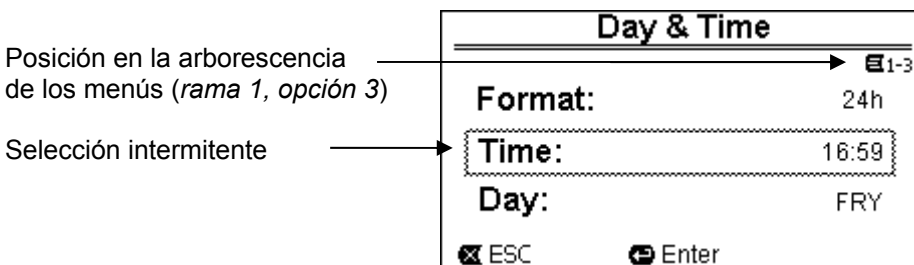 Day & Time
Posición en la arborescencia
de los menús (rama 1, opción 3)
1-3
Format: 24h
Selección intermitente
Time: 16:59
Day: FRY
ESC Enter